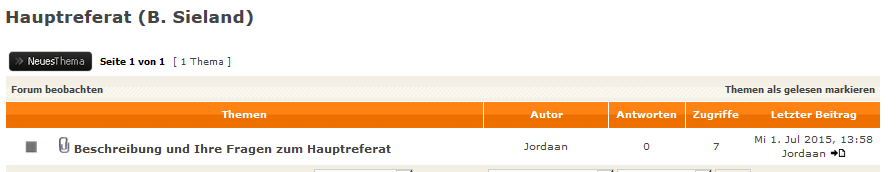 Hauptreferat (B. Sieland)
NeuesThema Seite 1 von 1 [ 1 Thema ]
Forum beobachten Themen als gelesen markieren
Themen Autor Antworten Zugriffe Letzter Beitrag
Beschreibung und Ihre Fragen zum Hauptreferat Jordaan 0 7 Mi 1. Jul 2015, 13:58
Jordaan